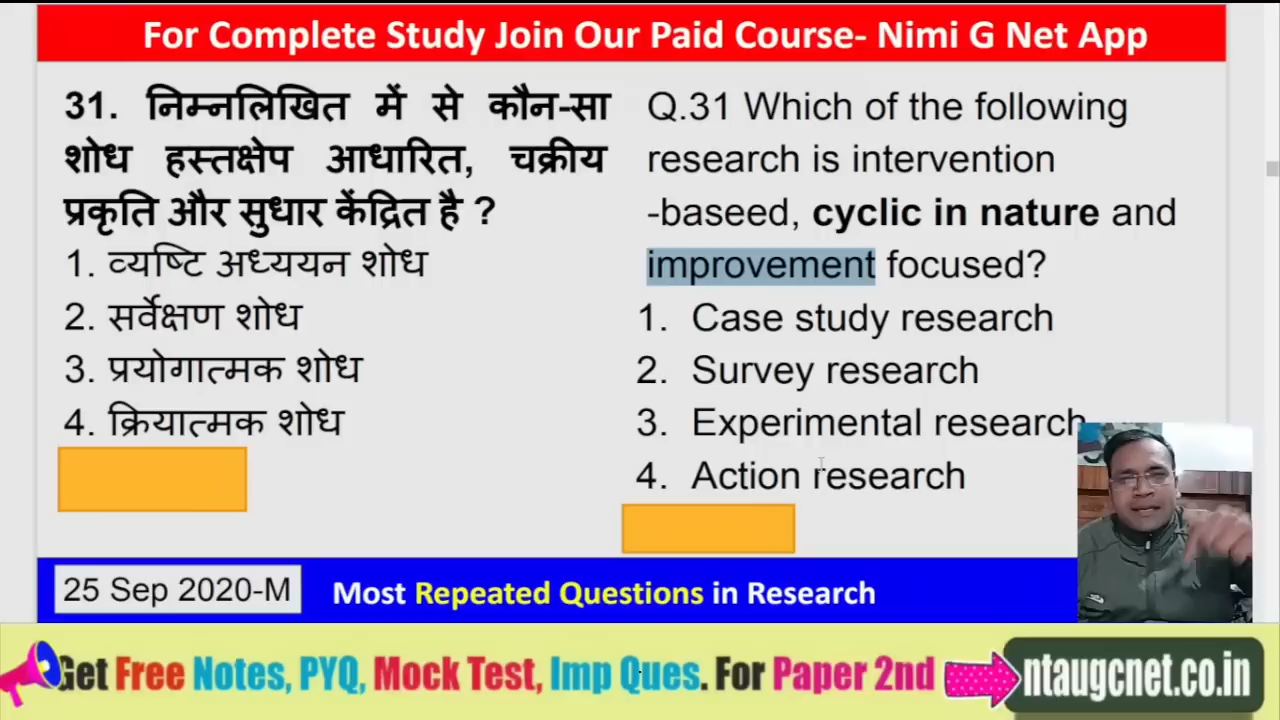 For Complete Study Join Our Paid Course- Nimi G Net App
31. निम्नलिखित में से कौन-सा
शोध हस्तक्षेप आधारित, चक्रीय
प्रकृति और सुधार केंद्रित है ?
1. व्यष्टि अध्ययन शोध
2. सर्वेक्षण शोध
3. प्रयोगात्मक शोध
4. क्रियात्मक शोध
Q.31 Which of the following
research is intervention
-baseed, cyclic in nature and
improvement focused?
1. Case study research
2. Survey research
3. Experimental research
4. Action research
25 Sep 2020-M
Most Repeated Questions in Research
Get Free Notes, PYQ, Mock Test, Imp Ques. For Paper 2nd
ntaugcnet.co.in